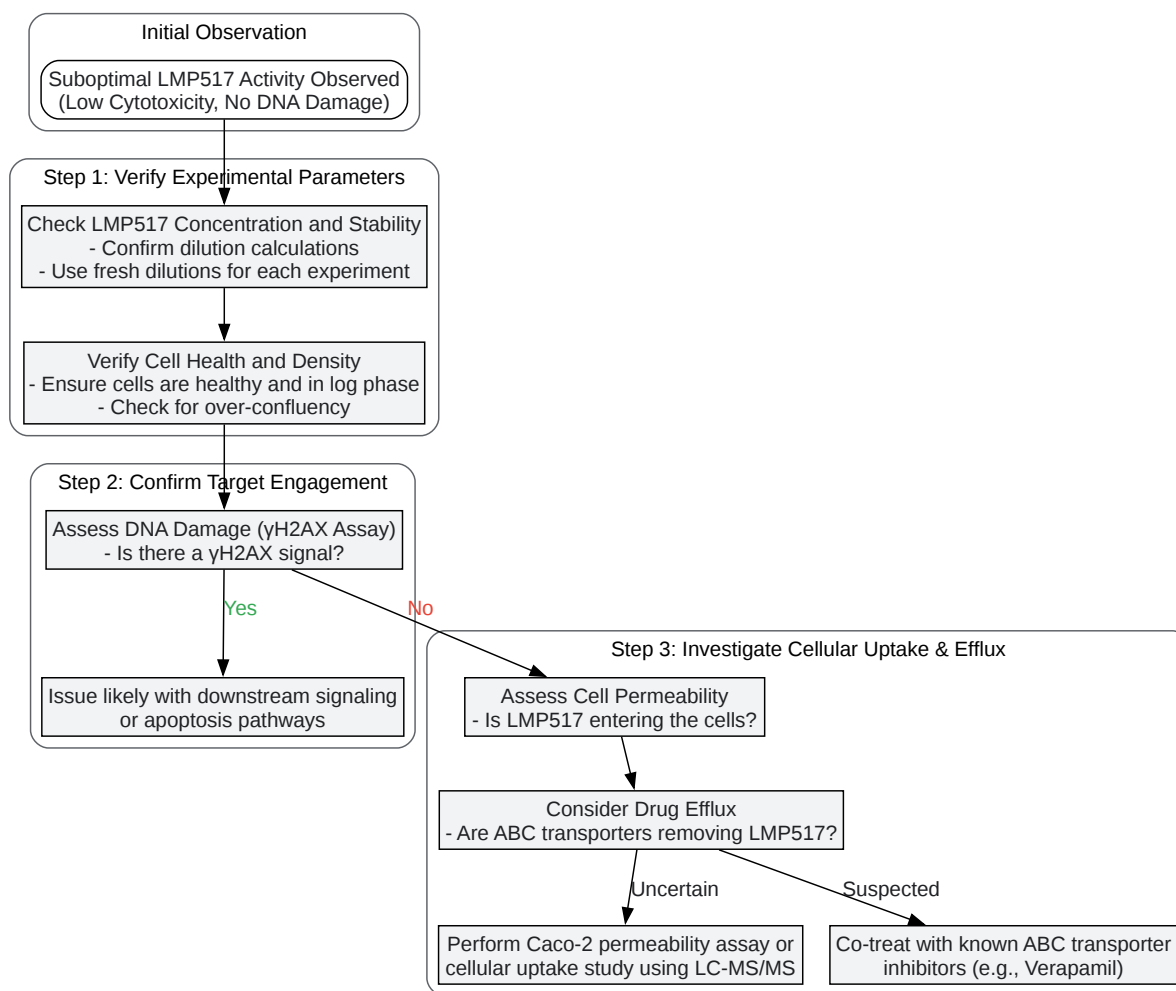 Initial Observation
Suboptimal LMP517 Activity Observed
(Low Cytotoxicity, No DNA Damage)
Step 1: Verify Experimental Parameters
Check LMP517 Concentration and Stability
- Confirm dilution calculations
- Use fresh dilutions for each experiment
Verify Cell Health and Density
- Ensure cells are healthy and in log phase
- Check for over-confluency
Step 2: Confirm Target Engagement
Assess DNA Damage (γH2AX Assay)
- Is there a γH2AX signal?
Yes
No
Issue likely with downstream signaling
or apoptosis pathways
Step 3: Investigate Cellular Uptake & Efflux
Assess Cell Permeability
- Is LMP517 entering the cells?
Consider Drug Efflux
- Are ABC transporters removing LMP517?
Uncertain
Suspected
Perform Caco-2 permeability assay or
cellular uptake study using LC-MS/MS
Co-treat with known ABC transporter
inhibitors (e.g., Verapamil)